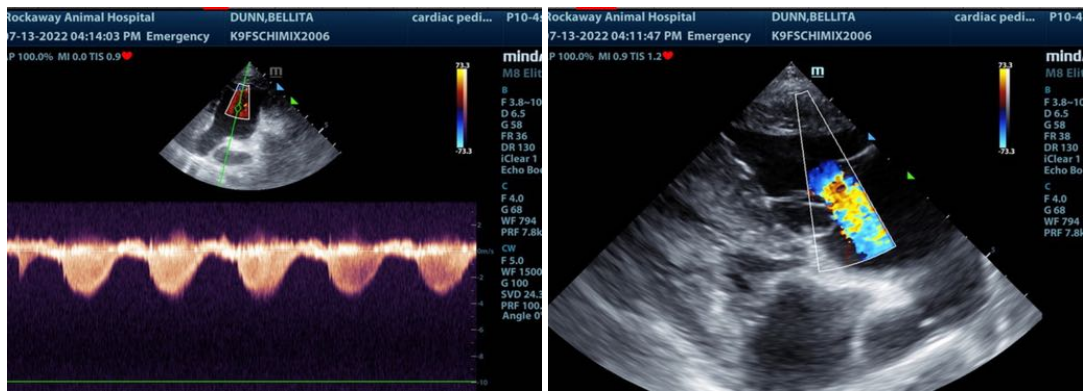 Rockaway Animal Hospital DUNN,BELLITA cardiac pedi... P10-4s
07-13-2022 04:14:03 PM Emergency K9FSCHIMIX2006
P 100.0% MI 0.0 TIS 0.9
m
73.3
-73.3
5
M8 Elit
B
F 3.8~10
D 6.5
G 58
FR 36
DR 130
iClear 1
Echo Boo
C
F 4.0
G 68
WF 794
PRF 7.8k
CW
F 5.0
WF 1500
G 100
SVD 24.3
PRF 100.
Angle 0°
2
0m/s
-2
-4
-6
-8
-10
Rockaway Animal Hospital DUNN,BELLITA cardiac pedi... P10-4
07-13-2022 04:11:47 PM Emergency K9FSCHIMIX2006
P 100.0% MI 0.9 TIS 1.2
m
73.3
-73.3
5
M8 Elit
B
F 3.8~10
D 6.5
G 58
FR 38
DR 130
iClear 1
Echo Bo
C
F 4.0
G 68
WF 794
PRF 7.8k